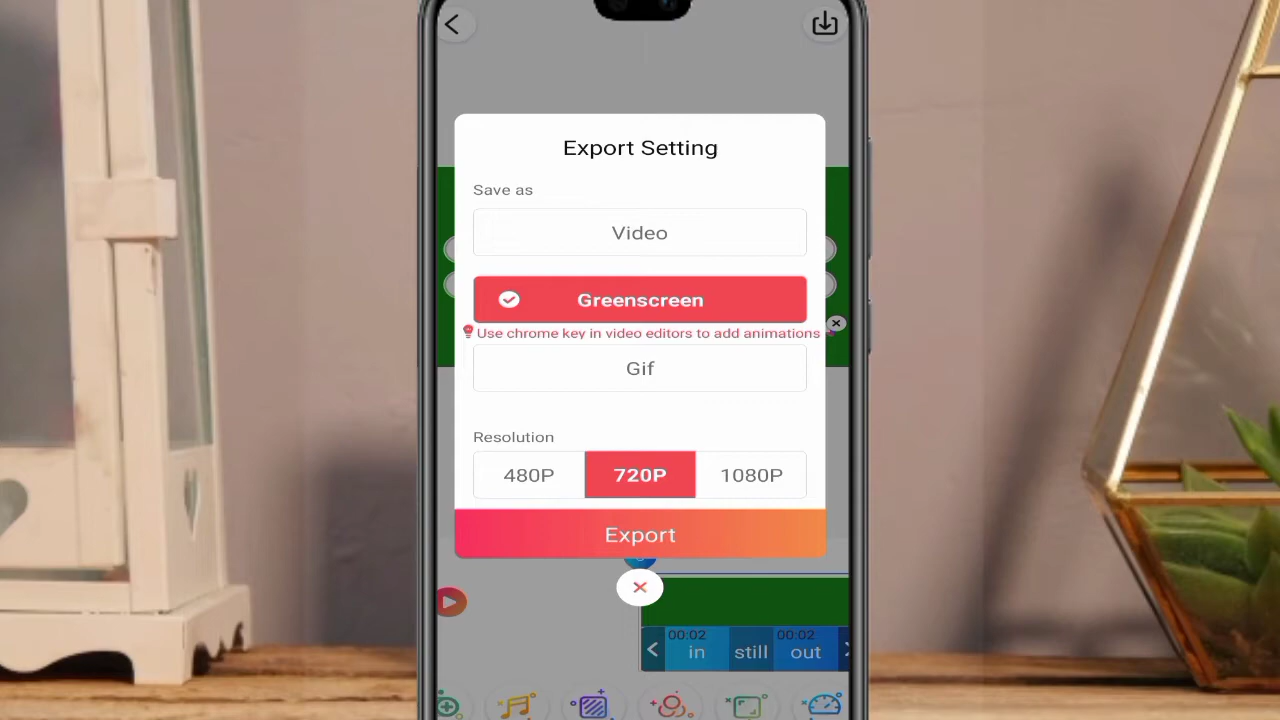 Export Setting
Save as
Video
Greenscreen
Use chrome key in video editors to add animations
Gif
Resolution
480P 720P 1080P
Export
00:02 00:02
in still out